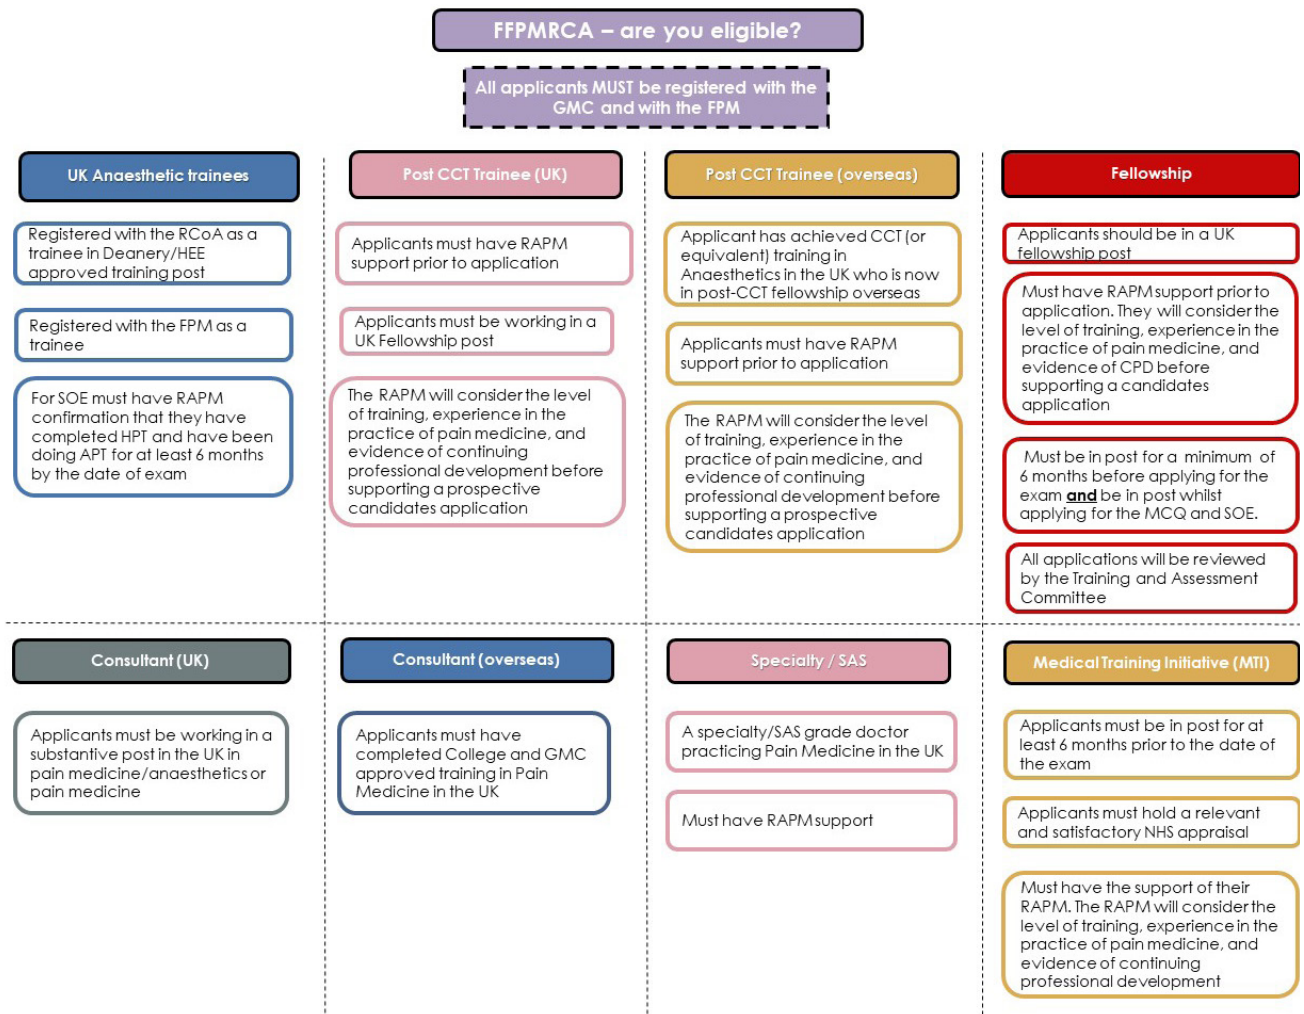 FFPMRCA – are you eligible?
All applicants MUST be registered with the
GMC and with the FPM
UK Anaesthetic trainees
Registered with the RCoA as a
trainee in Deanery/HEE
approved training post
Registered with the FPM as a
trainee
For SOE must have RAPM
confirmation that they have
completed HPT and have been
doing APT for at least 6 months
by the date of exam
Post CCT Trainee (UK)
Applicants must have RAPM
support prior to application
Applicants must be working in a
UK Fellowship post
The RAPM will consider the level
of training, experience in the
practice of pain medicine, and
evidence of continuing
professional development before
supporting a prospective
candidates application
Post CCT Trainee (overseas)
Applicant has achieved CCT (or
equivalent) training in
Anaesthetics in the UK who is now
in post-CCT fellowship overseas
Applicants must have RAPM
support prior to application
The RAPM will consider the level
of training, experience in the
practice of pain medicine, and
evidence of continuing
professional development before
supporting a prospective
candidates application
Fellowship
Applicants should be in a UK
fellowship post
Must have RAPM support prior to
application. They will consider the
level of training, experience in the
practice of pain medicine, and
evidence of CPD before
supporting a candidates
application
Must be in post for a minimum of
6 months before applying for the
exam and be in post whilst
applying for the MCQ and SOE.
All applications will be reviewed
by the Training and Assessment
Committee
Consultant (UK)
Applicants must be working in a
substantive post in the UK in
pain medicine/anaesthetics or
pain medicine
Consultant (overseas)
Applicants must have
completed College and GMC
approved training in Pain
Medicine in the UK
Specialty / SAS
A specialty/SAS grade doctor
practicing Pain Medicine in the UK
Must have RAPM support
Medical Training Initiative (MTI)
Applicants must be in post for at
least 6 months prior to the date of
the exam
Applicants must hold a relevant
and satisfactory NHS appraisal
Must have the support of their
RAPM. The RAPM will consider the
level of training, experience in the
practice of pain medicine, and
evidence of continuing
professional development